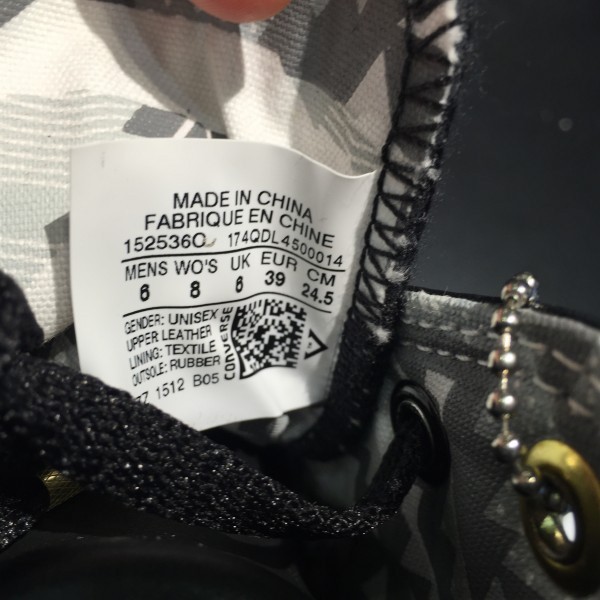 MADE IN CHINA
FABRIQUE EN CHINE
152536C 174QDL4500014
MENS WO'S UK EUR CM
6 8 6 39 24.5
GENDER: UNISEX
UPPER LEATHER
LINING: TEXTILE
OUTSOLE: RUBBER
1512 B05
CONVERSE